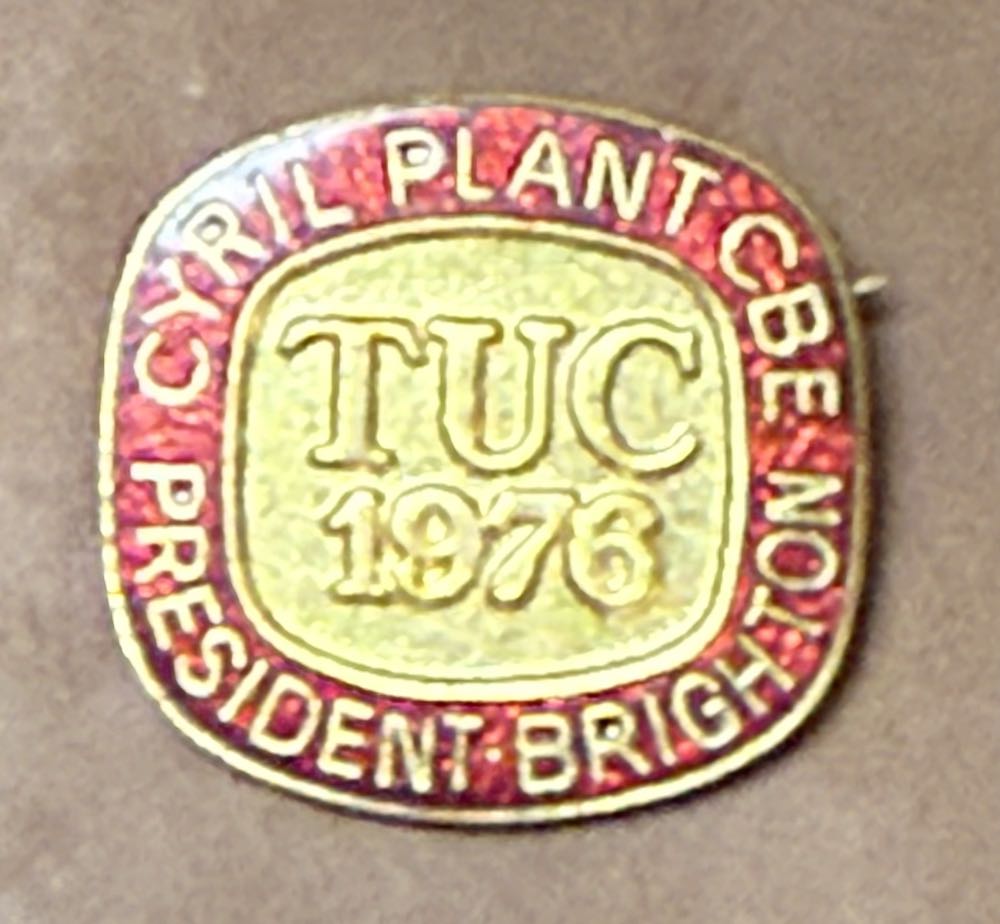 CYRIL PLANT CBE
PRESIDENT · BRIGHTON
TUC
1976